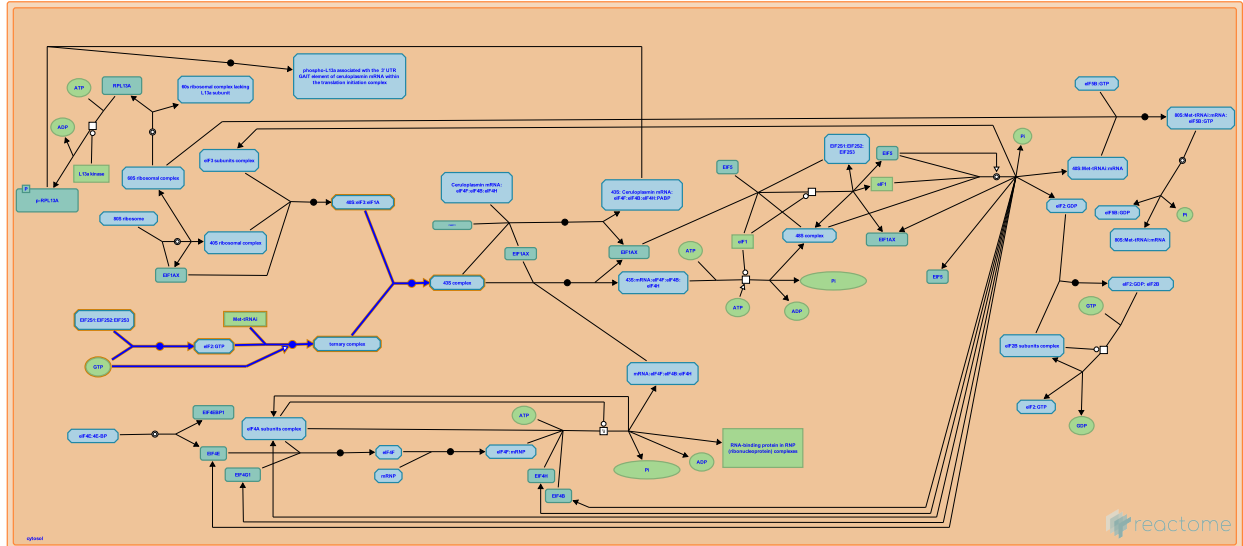 phospho-L13a associated wth the 3' UTR
GAIT element of ceruloplasmin mRNA within
the translation initiation complex
ATP
RPL13A
60s ribosomal complex lacking
L13a subunit
eIF5B:GTP
80S:Met-tRNAi:mRNA:
eIF5B:GTP
ADP
Pi
EIF2S1:EIF2S2:
EIF2S3
EIF5
eIF3 subunits complex
L13a kinase
60S ribosomal complex
EIF5
40S:Met-tRNAi:mRNA
eIF1
P
p-RPL13A
Ceruloplasmin mRNA:
eIF4F:eIF4B:eIF4H
43S: Ceruloplasmin mRNA:
eIF4F:eIF4B:eIF4H:PABP
40S:eIF3:eIF1A
eIF2:GDP
eIF5B:GDP
Pi
80S ribosome
40S ribosomal complex
48S complex
eIF1
EIF1AX
80S:Met-tRNAi:mRNA
EIF1AX
EIF1AX
ATP
EIF1AX
EIF5
43S complex
43S:mRNA:eIF4F:eIF4B:
eIF4H
Pi
eIF2:GDP: eIF2B
ATP
ADP
GTP
EIF2S1:EIF2S2:EIF2S3
Met-tRNAi
eIF2:GTP
ternary complex
eIF2B subunits complex
GTP
mRNA:eIF4F:eIF4B:eIF4H
eIF2:GTP
GDP
EIF4EBP1
ATP
eIF4E:4E-BP
eIF4A subunits complex
EIF4E
eIF4F
eIF4F:mRNP
RNA-binding protein in RNP
(ribonucleoprotein) complexes
ADP
Pi
EIF4G1
mRNP
EIF4H
EIF4B
reactome
cytosol